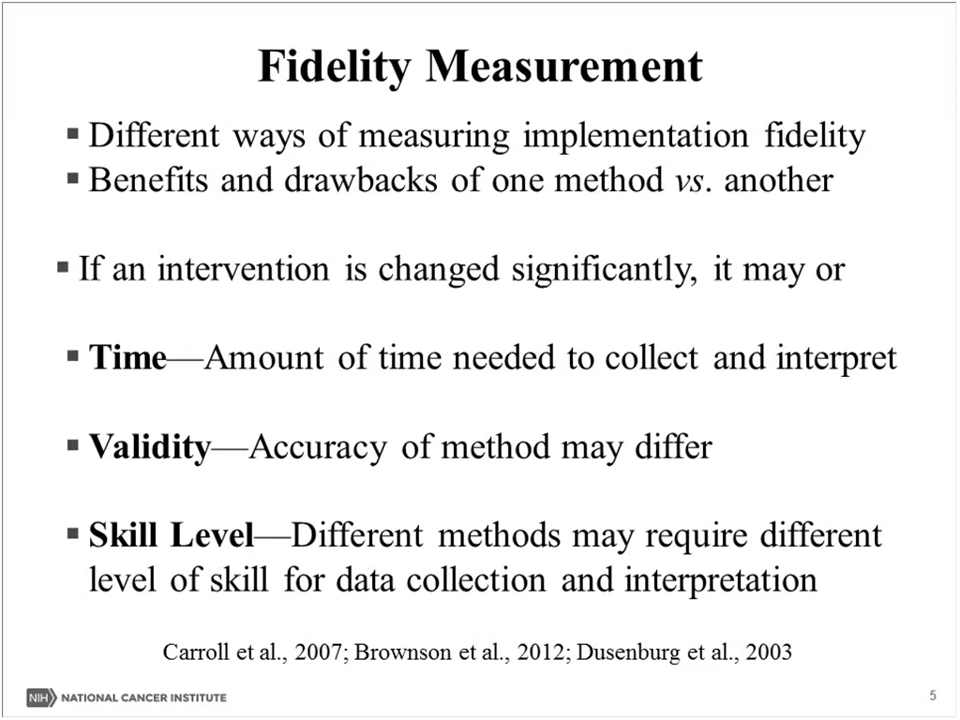 Fidelity Measurement
▪ Different ways of measuring implementation fidelity
▪ Benefits and drawbacks of one method vs. another
▪ If an intervention is changed significantly, it may or
▪ Time—Amount of time needed to collect and interpret
▪ Validity—Accuracy of method may differ
▪ Skill Level—Different methods may require different
level of skill for data collection and interpretation
Carroll et al., 2007; Brownson et al., 2012; Dusenburg et al., 2003
NIH NATIONAL CANCER INSTITUTE
5